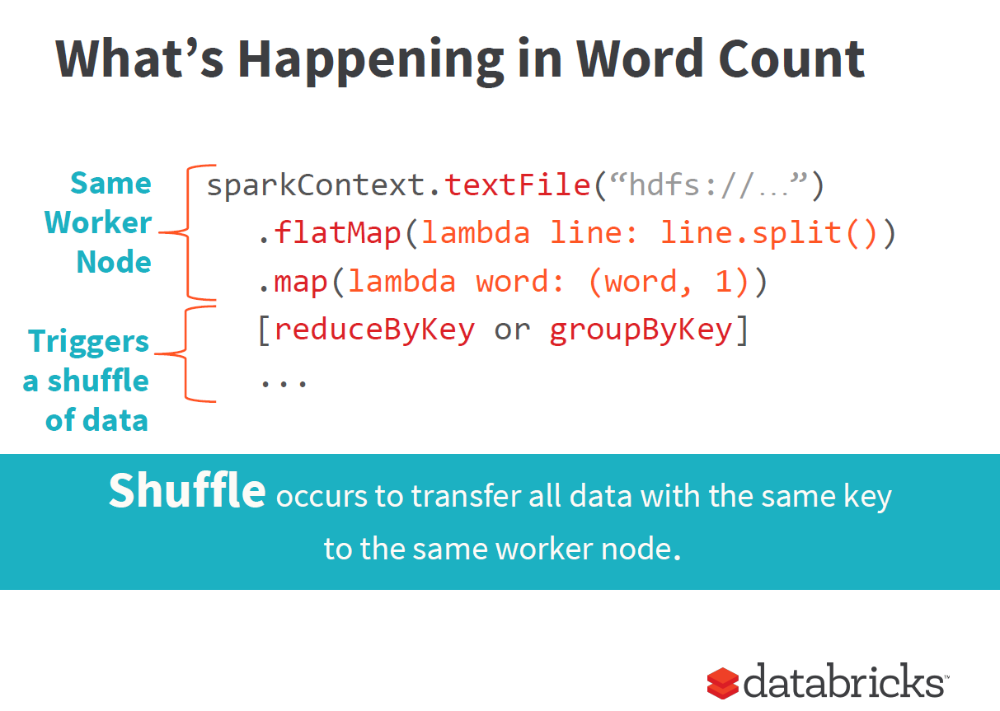 What’s Happening in Word Count
Same
Worker
Node
sparkContext.textFile(“hdfs://…”)
.flatMap(lambda line: line.split())
.map(lambda word: (word, 1))
[reduceByKey or groupByKey]
...
Triggers
a shuffle
of data
Shuffle occurs to transfer all data with the same key
to the same worker node.
databricks™